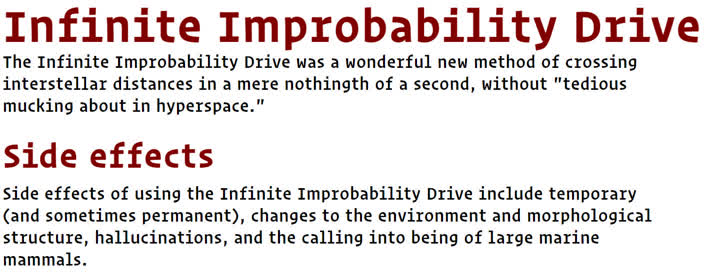 Infinite Improbability Drive
The Infinite Improbability Drive was a wonderful new method of crossing
interstellar distances in a mere nothingth of a second, without "tedious
mucking about in hyperspace."
Side effects
Side effects of using the Infinite Improbability Drive include temporary
(and sometimes permanent), changes to the environment and morphological
structure, hallucinations, and the calling into being of large marine
mammals.